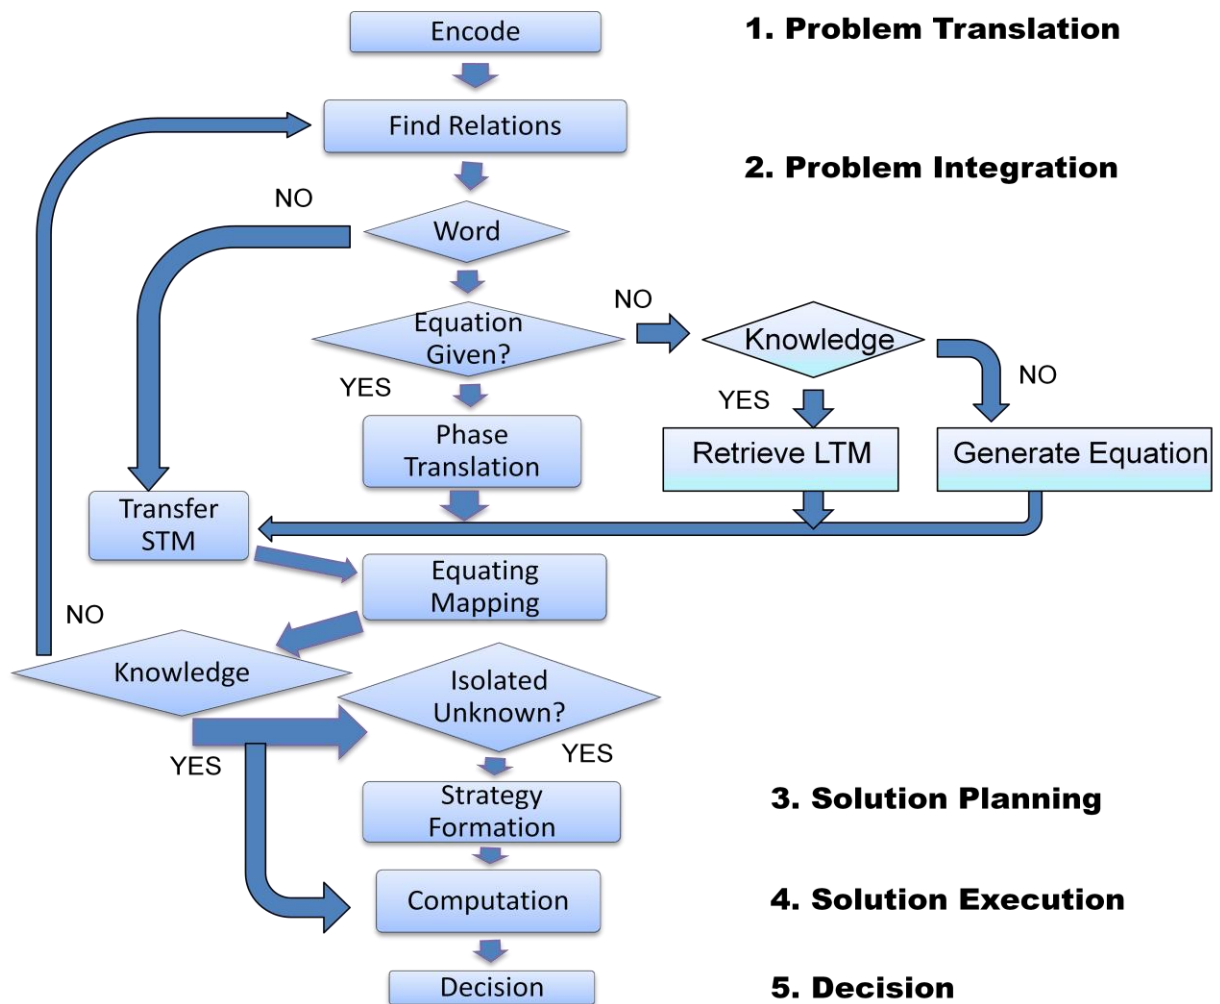 Encode
1. Problem Translation
Find Relations
2. Problem Integration
NO
Word
NO
Equation
Given?
Knowledge
YES
YES
NO
Phase
Translation
Retrieve LTM
Generate Equation
Transfer
STM
Equating
Mapping
NO
Knowledge
Isolated
Unknown?
YES
YES
Strategy
Formation
3. Solution Planning
Computation
4. Solution Execution
Decision
5. Decision